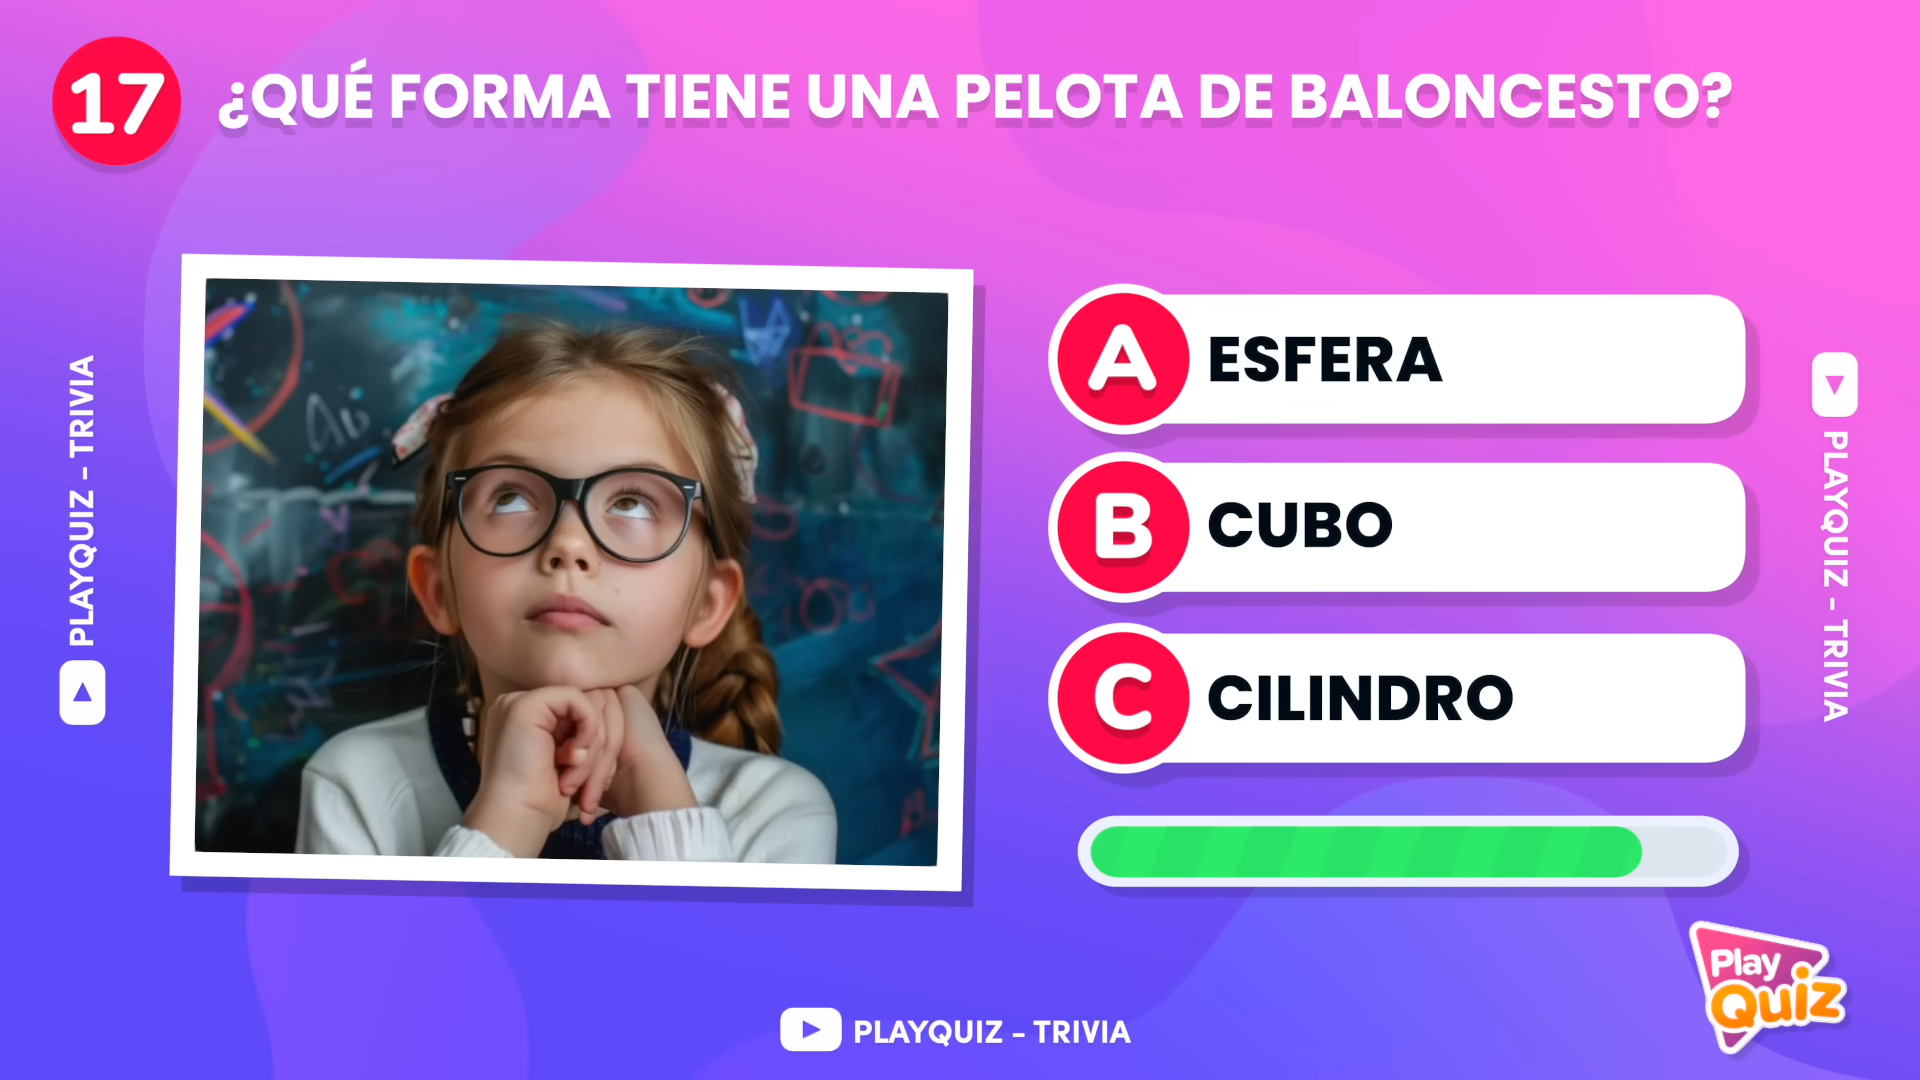 17
¿QUÉ FORMA TIENE UNA PELOTA DE BALONCESTO?
PLAYQUIZ - TRIVIA
A ESFERA
B CUBO
C CILINDRO
PLAYQUIZ - TRIVIA
Play
Quiz
PLAYQUIZ - TRIVIA